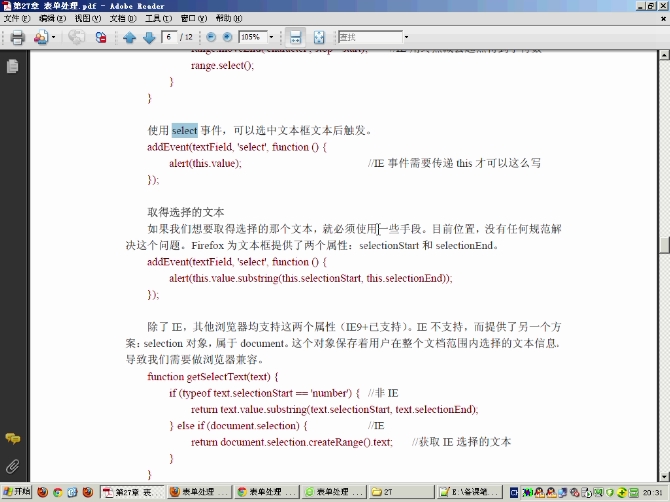 第27章 表单处理.pdf - Adobe Reader
文件(F) 编辑(E) 视图(V) 文档(D) 工具(T) 窗口(W) 帮助(H)
6 / 12 105% 查找
range.select();
}
}
使用 select 事件，可以选中文本框文本后触发。
addEvent(textField, 'select', function () {
alert(this.value); //IE 事件需要传递 this 才可以这么写
});
取得选择的文本
如果我们想要取得选择的那个文本，就必须使用一些手段。目前位置，没有任何规范解
决这个问题。Firefox 为文本框提供了两个属性：selectionStart 和 selectionEnd。
addEvent(textField, 'select', function () {
alert(this.value.substring(this.selectionStart, this.selectionEnd));
});
除了 IE，其他浏览器均支持这两个属性（IE9+已支持）。IE 不支持，而提供了另一个方
案：selection 对象，属于 document。这个对象保存着用户在整个文档范围内选择的文本信息。
导致我们需要做浏览器兼容。
function getSelectText(text) {
if (typeof text.selectionStart == 'number') { //非 IE
return text.value.substring(text.selectionStart, text.selectionEnd);
} else if (document.selection) { //IE
return document.selection.createRange().text; //获取 IE 选择的文本
}
}
开始 第27章 表... 表单处理 ... 表单处理 ... 表单处理 ... 27 E:\备课笔... CH 20:31